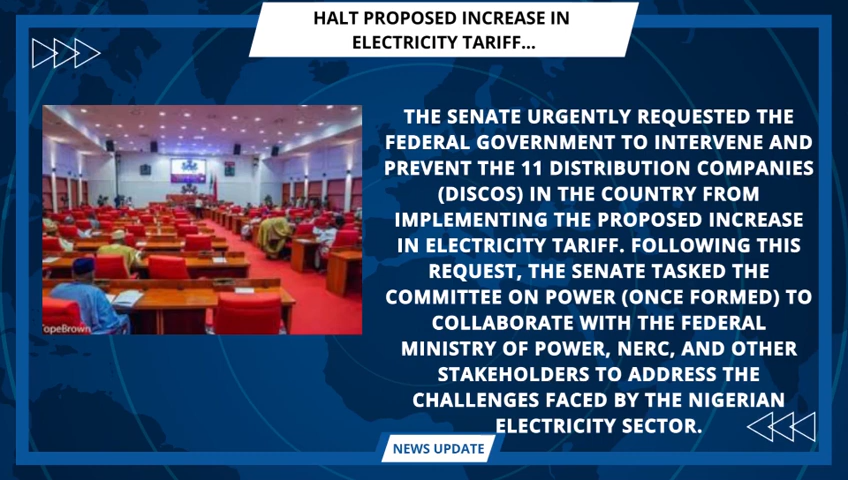 HALT PROPOSED INCREASE IN
ELECTRICITY TARIFF...
THE SENATE URGENTLY REQUESTED THE
FEDERAL GOVERNMENT TO INTERVENE AND
PREVENT THE 11 DISTRIBUTION COMPANIES
(DISCOS) IN THE COUNTRY FROM
IMPLEMENTING THE PROPOSED INCREASE
IN ELECTRICITY TARIFF. FOLLOWING THIS
REQUEST, THE SENATE TASKED THE
COMMITTEE ON POWER (ONCE FORMED) TO
COLLABORATE WITH THE FEDERAL
MINISTRY OF POWER, NERC, AND OTHER
STAKEHOLDERS TO ADDRESS THE
CHALLENGES FACED BY THE NIGERIAN
ELECTRICITY SECTOR.
TopeBrown
NEWS UPDATE